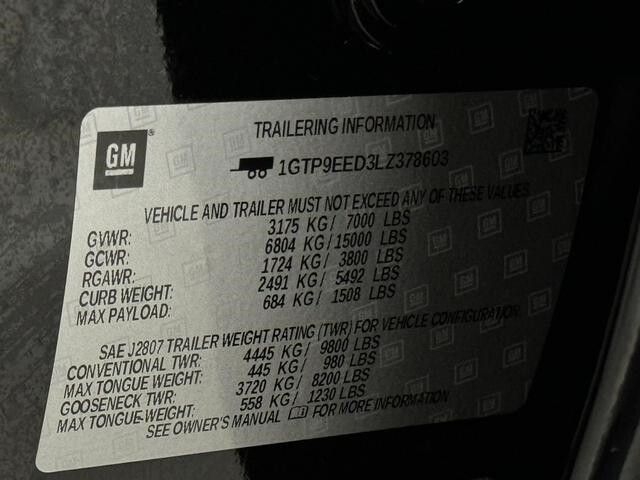 GM®
TRAILERING INFORMATION
1GTP9EED3LZ378603
VEHICLE AND TRAILER MUST NOT EXCEED ANY OF THESE VALUES
GVWR: 3175 KG/ 7000 LBS
GCWR: 6804 KG/15000 LBS
RGAWR: 1724 KG/ 3800 LBS
CURB WEIGHT: 2491 KG/ 5492 LBS
MAX PAYLOAD: 684 KG/ 1508 LBS
SAE J2807 TRAILER WEIGHT RATING (TWR) FOR VEHICLE CONFIGURATION.
CONVENTIONAL TWR: 4445 KG/ 9800 LBS
MAX TONGUE WEIGHT: 445 KG/ 980 LBS
GOOSENECK TWR: 3720 KG/ 8200 LBS
MAX TONGUE-WEIGHT: 558 KG/ 1230 LBS
SEE OWNER'S MANUAL FOR MORE INFORMATION